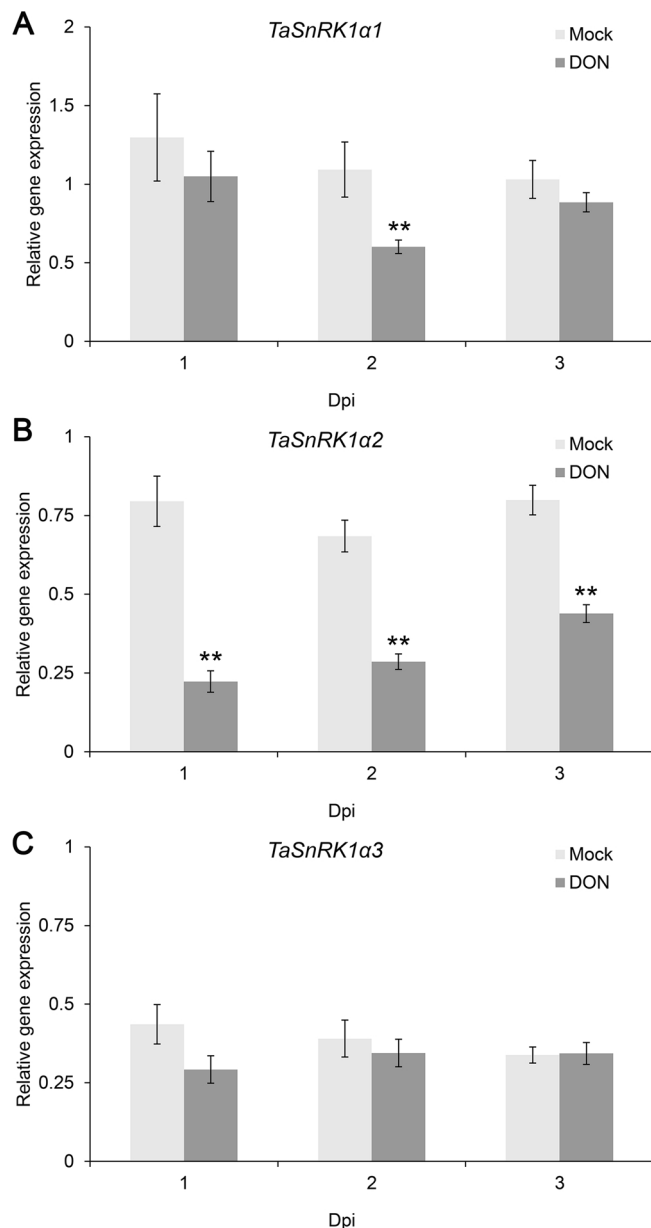 A
TaSnRK1α1
Mock
DON
Relative gene expression
2
1.5
1
0.5
0
**
1 2 3
Dpi
B
TaSnRK1α2
Mock
DON
Relative gene expression
1
0.75
0.5
0.25
0
**
**
**
1 2 3
Dpi
C
TaSnRK1α3
Mock
DON
Relative gene expression
1
0.75
0.5
0.25
0
1 2 3
Dpi